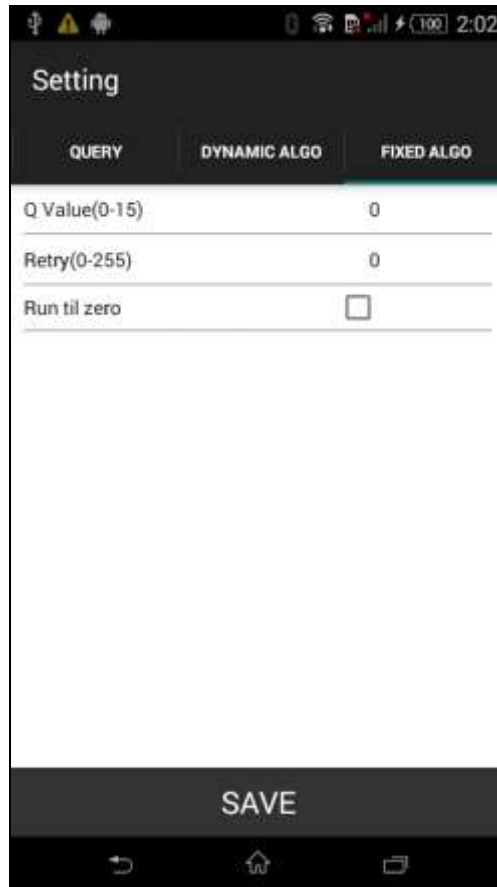 100 2:02
Setting
QUERY DYNAMIC ALGO FIXED ALGO
Q Value(0-15) 0
Retry(0-255) 0
Run til zero
SAVE